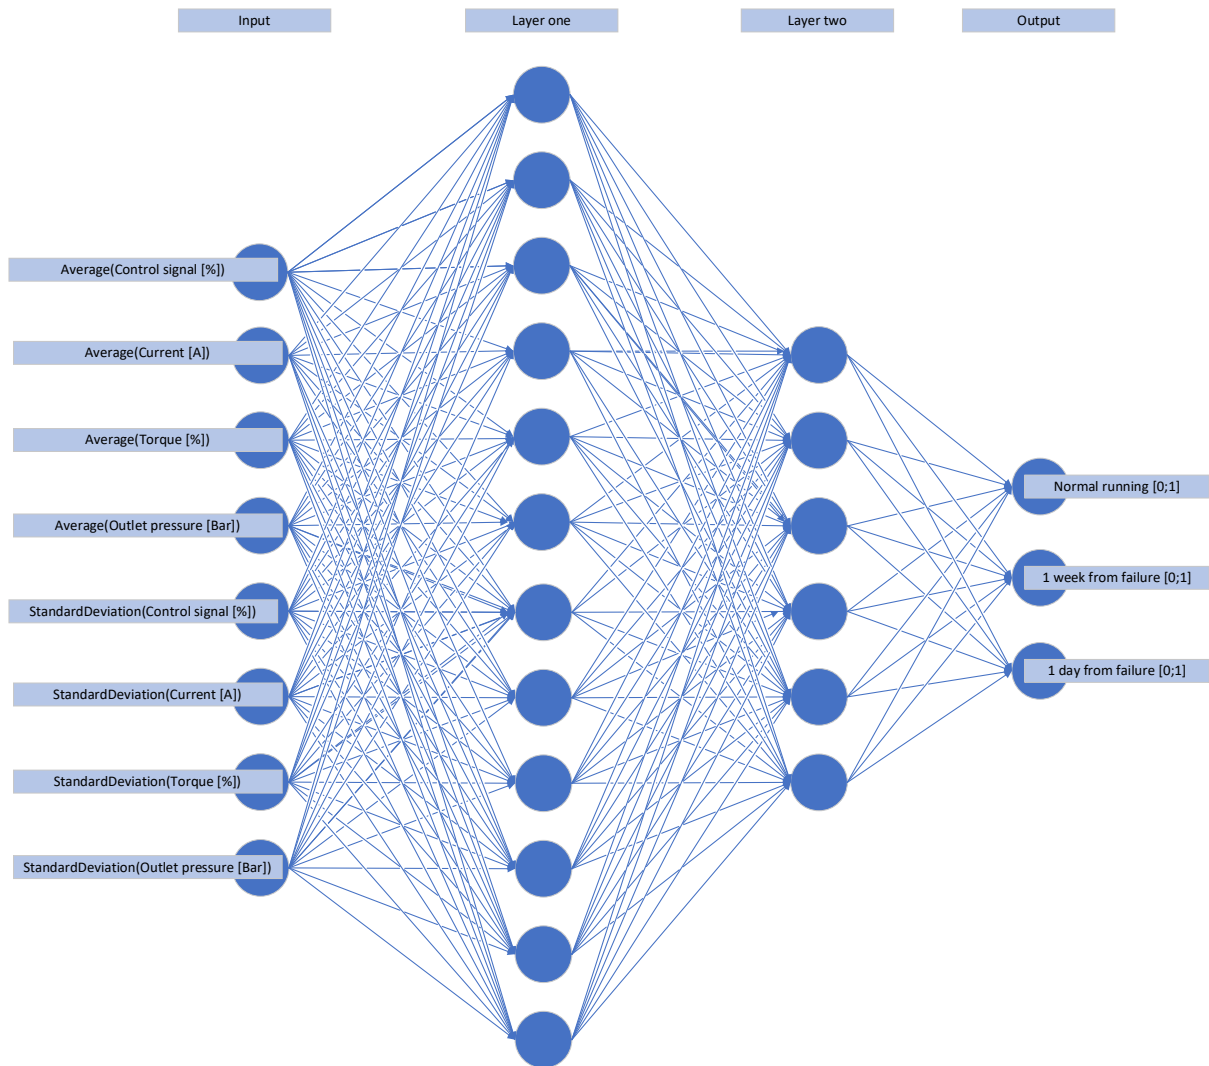 Input
Layer one
Layer two
Output
Average(Control signal [%])
Average(Current [A])
Average(Torque [%])
Average(Outlet pressure [Bar])
StandardDeviation(Control signal [%])
StandardDeviation(Current [A])
StandardDeviation(Torque [%])
StandardDeviation(Outlet pressure [Bar])
Normal running [0;1]
1 week from failure [0;1]
1 day from failure [0;1]